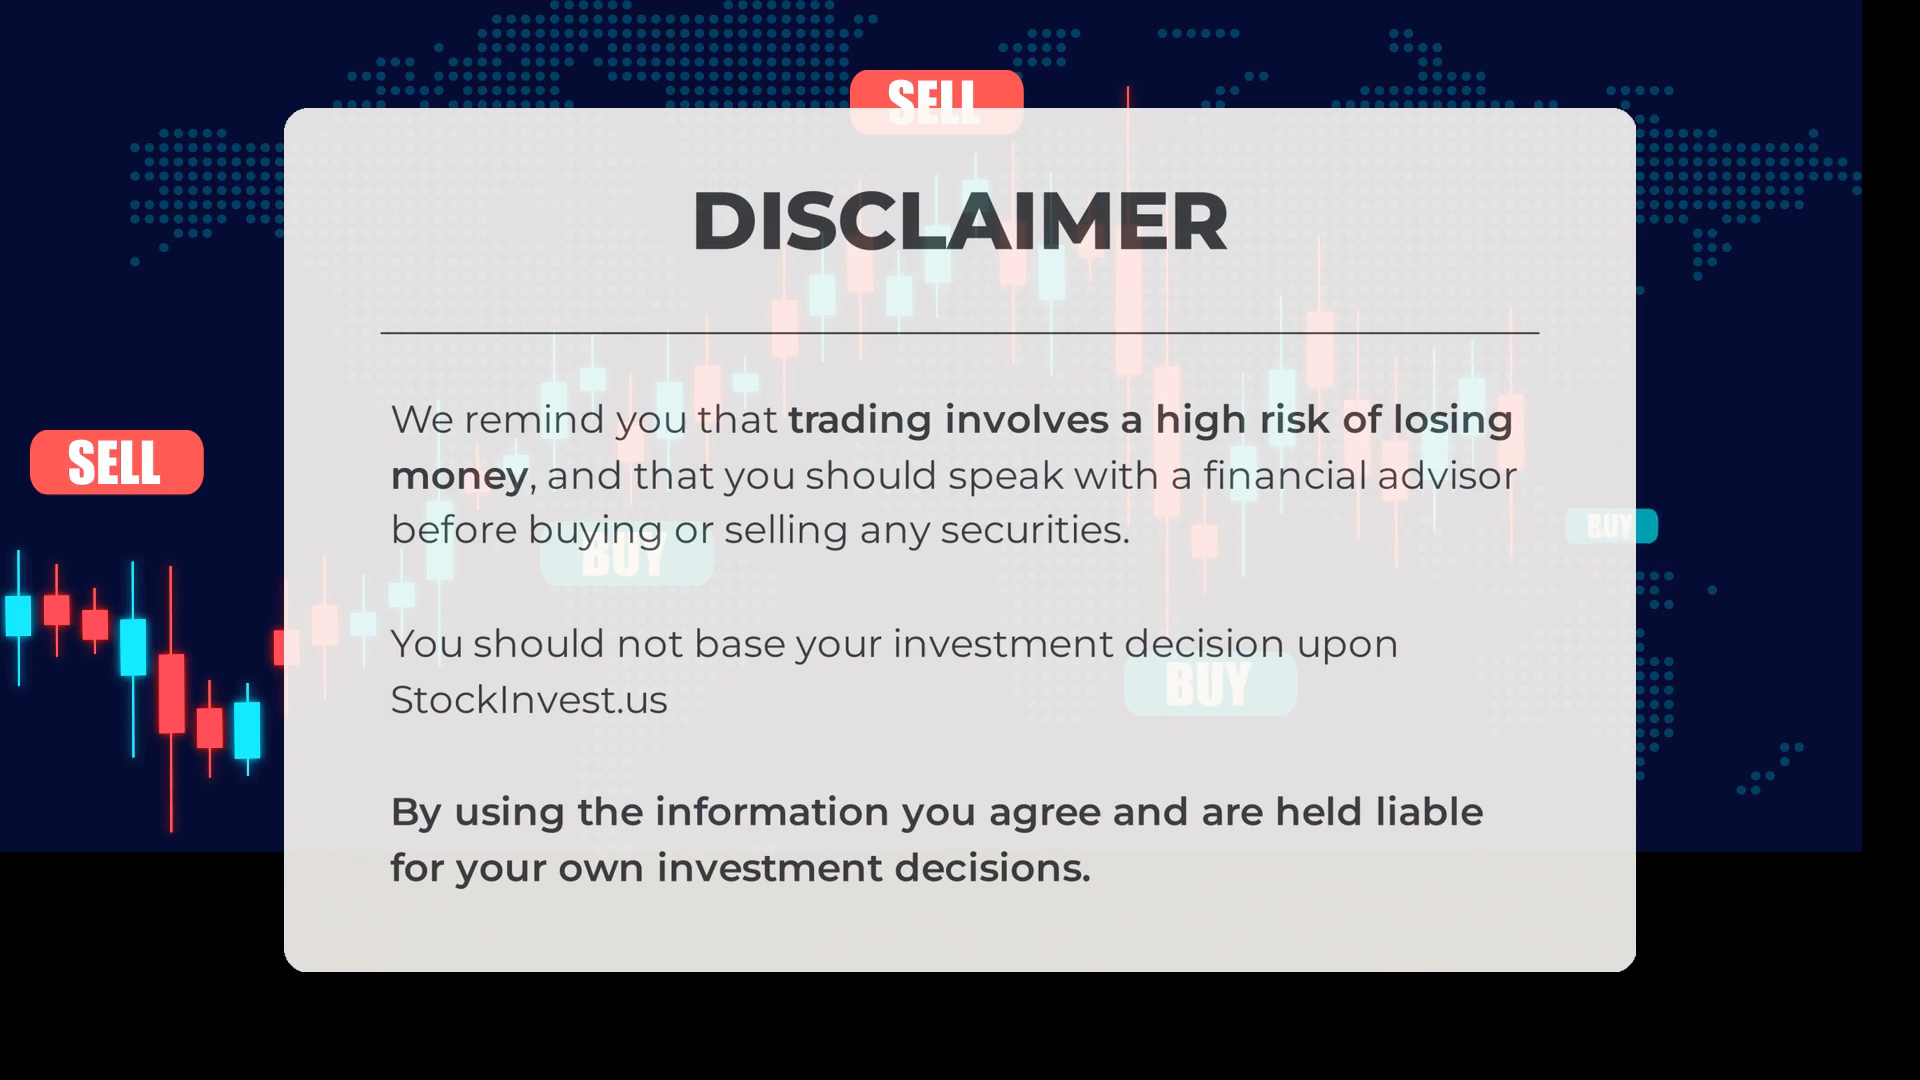 SELL
DISCLAIMER
We remind you that trading involves a high risk of losing
money, and that you should speak with a financial advisor
before buying or selling any securities.
SELL
BUY
BUY
You should not base your investment decision upon
StockInvest.us
BUY
By using the information you agree and are held liable
for your own investment decisions.